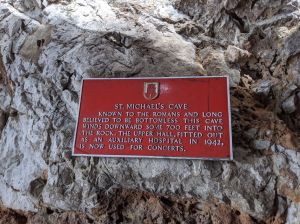 ST. MICHAEL'S CAVE
KNOWN TO THE ROMANS AND LONG
BELIEVED TO BE BOTTOMLESS THIS CAVE
WINDS DOWNWARD SOME 200 FEET INTO
THE ROCK. THE UPPER HALL, FITTED OUT
AS AN AUXILIARY HOSPITAL IN 1942,
IS NOW USED FOR CONCERTS.